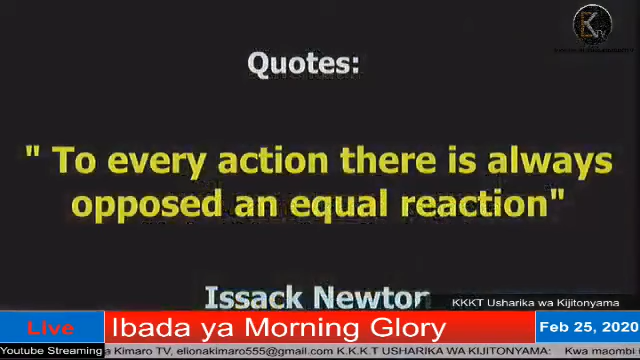 Quotes:
" To every action there is always
opposed an equal reaction"
Issack Newton
KKKT Usharika wa Kijitonyama
Live
Ibada ya Morning Glory
Feb 25, 2020
Youtube Streaming
a Kimaro TV, elionakimaro555@gmail.com K.K.K.T USHARIKA WA KIJITONYAMA
Kwa maombi